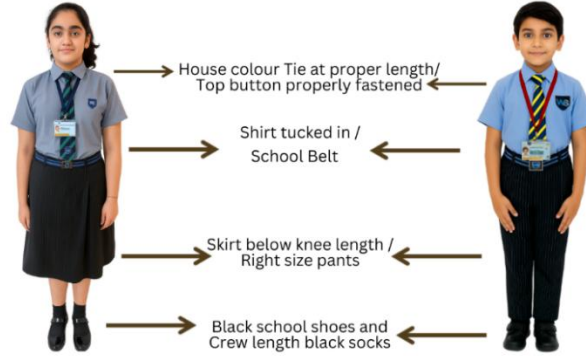 House colour Tie at proper length/
Top button properly fastened
Shirt tucked in /
School Belt
Skirt below knee length /
Right size pants
Black school shoes and
Crew length black socks